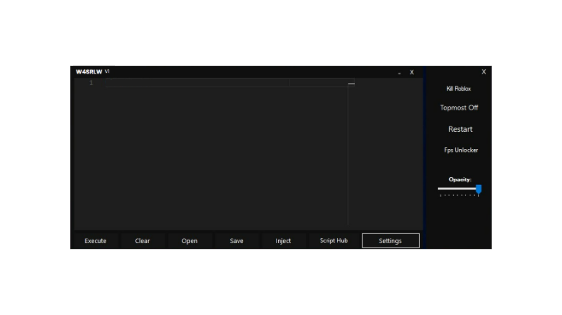 W4SRLW V1
- X
X
1
Kill Roblox
Topmost Off
Restart
Fps Unlocker
Opacity:
Execute Clear Open Save Inject Script Hub Settings